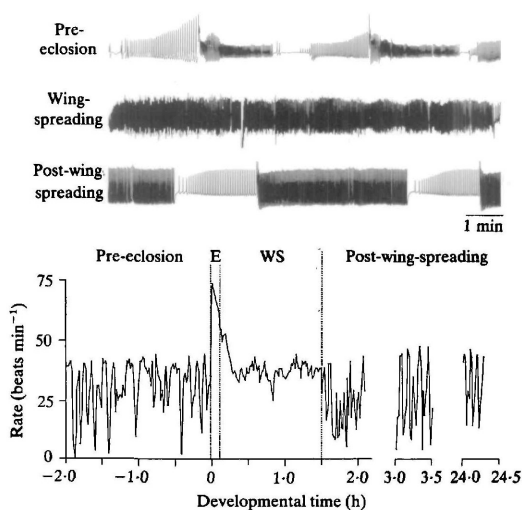 Pre-
eclosion
Wing-
spreading
Post-wing
spreading
1 min
Pre-eclosion E WS Post-wing-spreading
Rate (beats min⁻¹)
75
50
25
0
-2·0 -1·0 0 1·0 2·0 3·0 3·5 24·0 24·5
Developmental time (h)